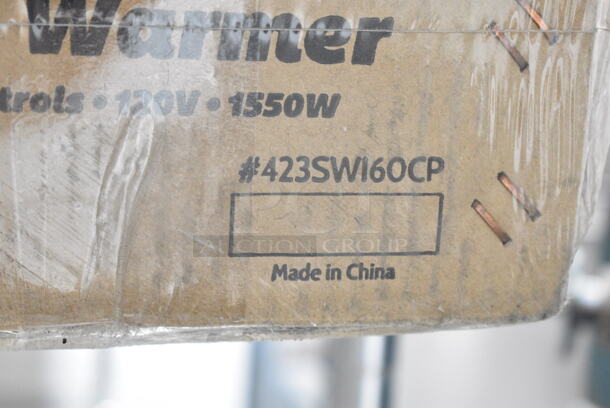 Warmer
trols • 120V • 1550W
#423SWI60CP
AUCTION GROUP
Made in China